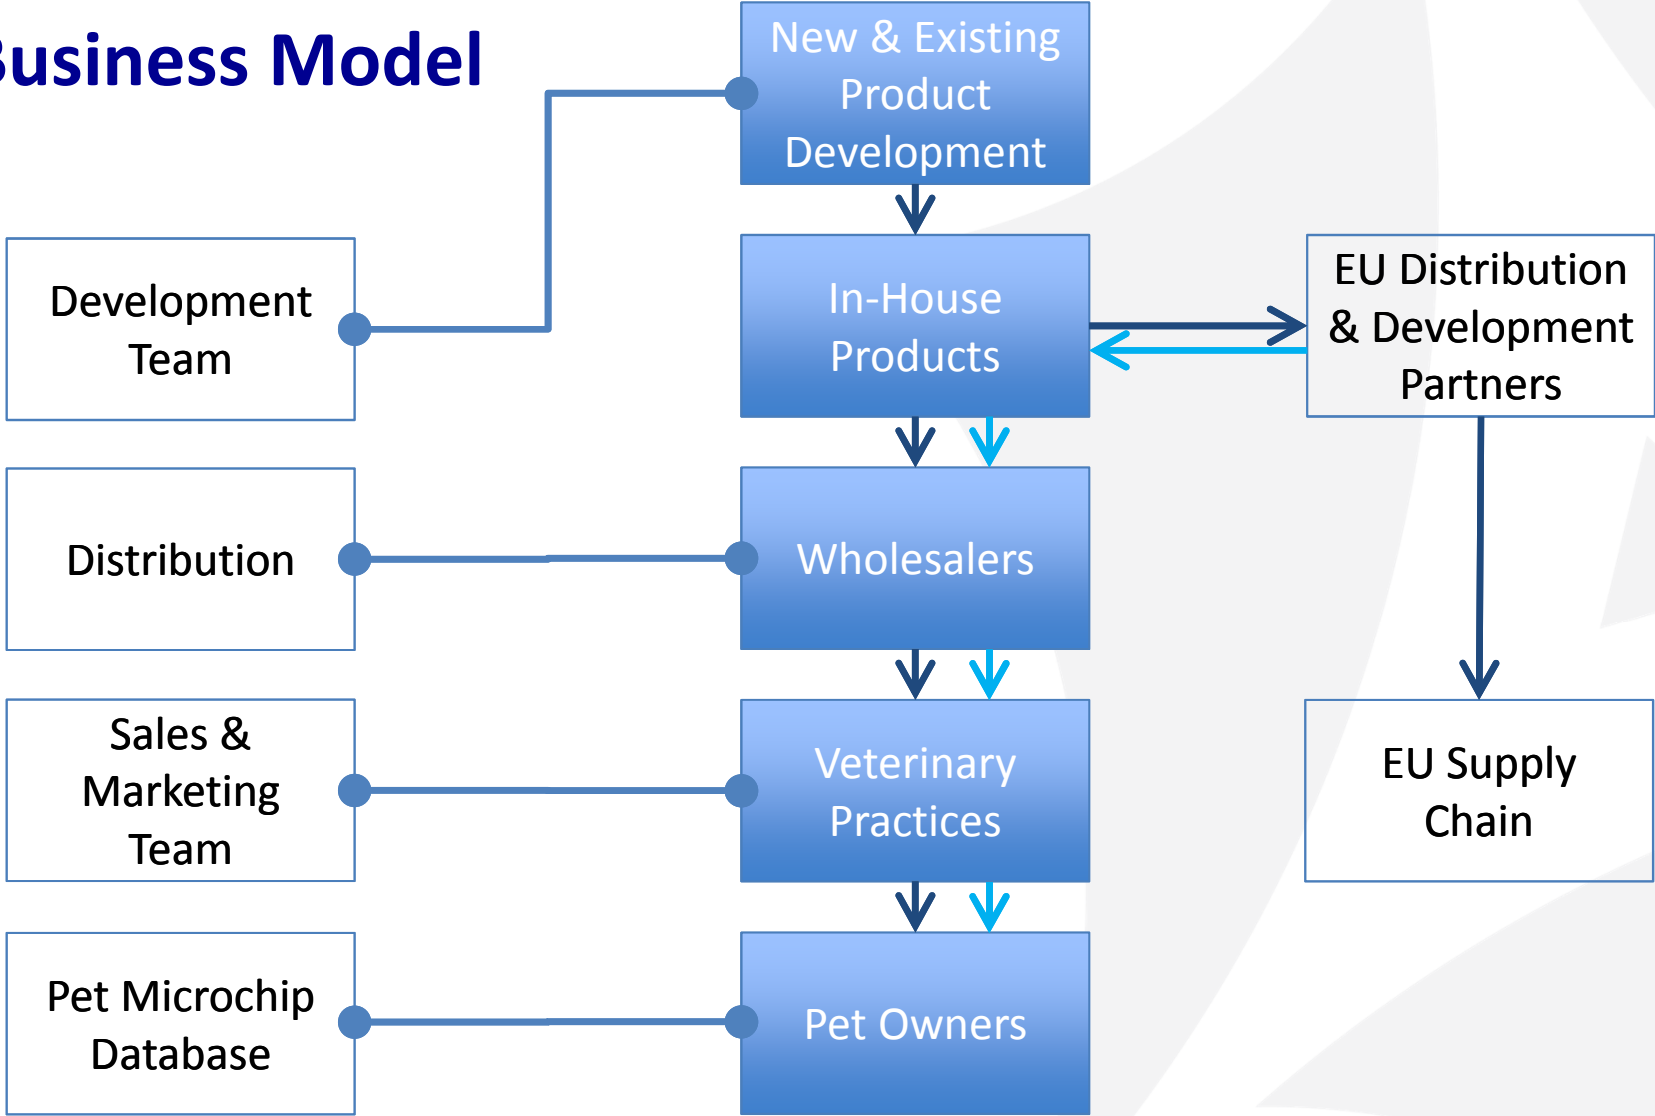 Business Model
New & Existing
Product
Development
Development
Team
In-House
Products
EU Distribution
& Development
Partners
Distribution
Wholesalers
Sales &
Marketing
Team
Veterinary
Practices
EU Supply
Chain
Pet Microchip
Database
Pet Owners